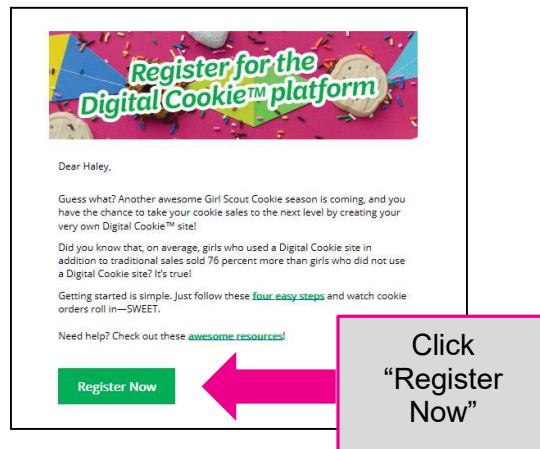 Register for the
Digital Cookie™ platform
Dear Haley,
Guess what? Another awesome Girl Scout Cookie season is coming, and you
have the chance to take your cookie sales to the next level by creating your
very own Digital Cookie™ site!
Did you know that, on average, girls who used a Digital Cookie site in
addition to traditional sales sold 76 percent more than girls who did not use
a Digital Cookie site? It's true!
Getting started is simple. Just follow these four easy steps and watch cookie
orders roll in—SWEET.
Need help? Check out these awesome resources!
Register Now
Click
“Register
Now”